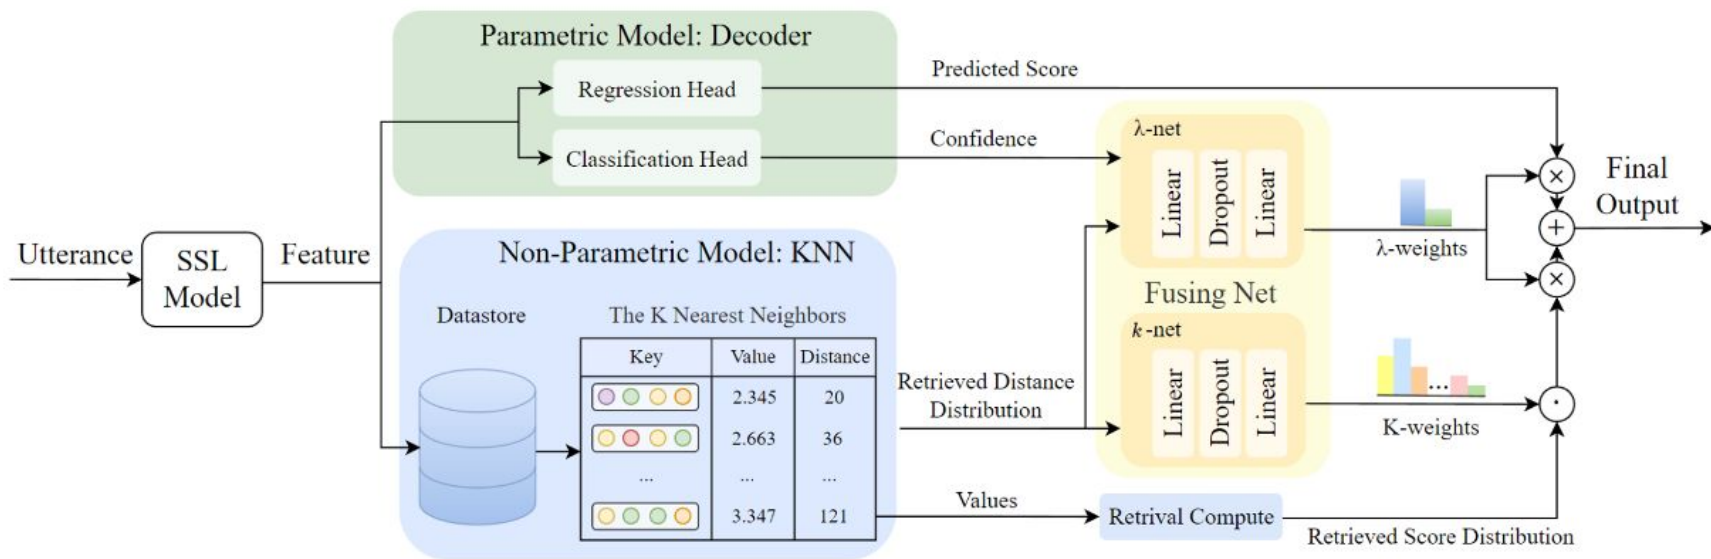 Parametric Model: Decoder
Regression Head
Classification Head
Predicted Score
Confidence
Utterance
SSL
Model
Feature
Non-Parametric Model: KNN
Datastore
The K Nearest Neighbors
Key Value Distance
2.345 20
2.663 36
... ... ...
3.347 121
Retrieved Distance
Distribution
Values
Retrival Compute
Retrieved Score Distribution
λ-net
Linear
Dropout
Linear
Fusing Net
k-net
Linear
Dropout
Linear
λ-weights
...
K-weights
×
+
×
·
Final
Output